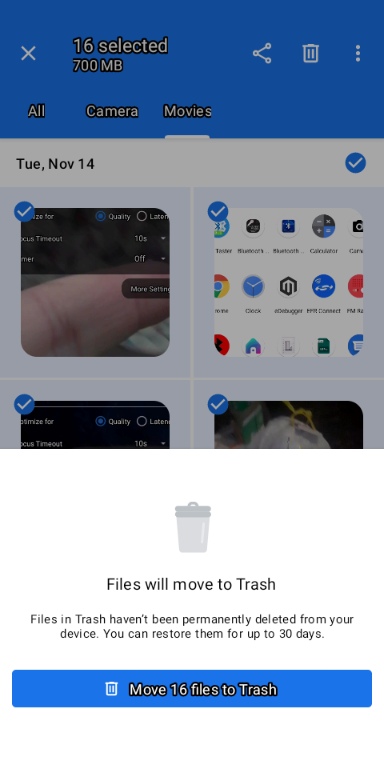 16 selected
700 MB
All Camera Movies
Tue, Nov 14
ize for Quality Laten
ocus Timeout 10s
mer Off
More Setting
Tester Bluetooth... Bluetooth... Calculator Cam
rome Clock eDebugger EFR Connect FM Ra
ptimize for Quality Laten
ocus Timeout 10s
Files will move to Trash
Files in Trash haven't been permanently deleted from your
device. You can restore them for up to 30 days.
Move 16 files to Trash